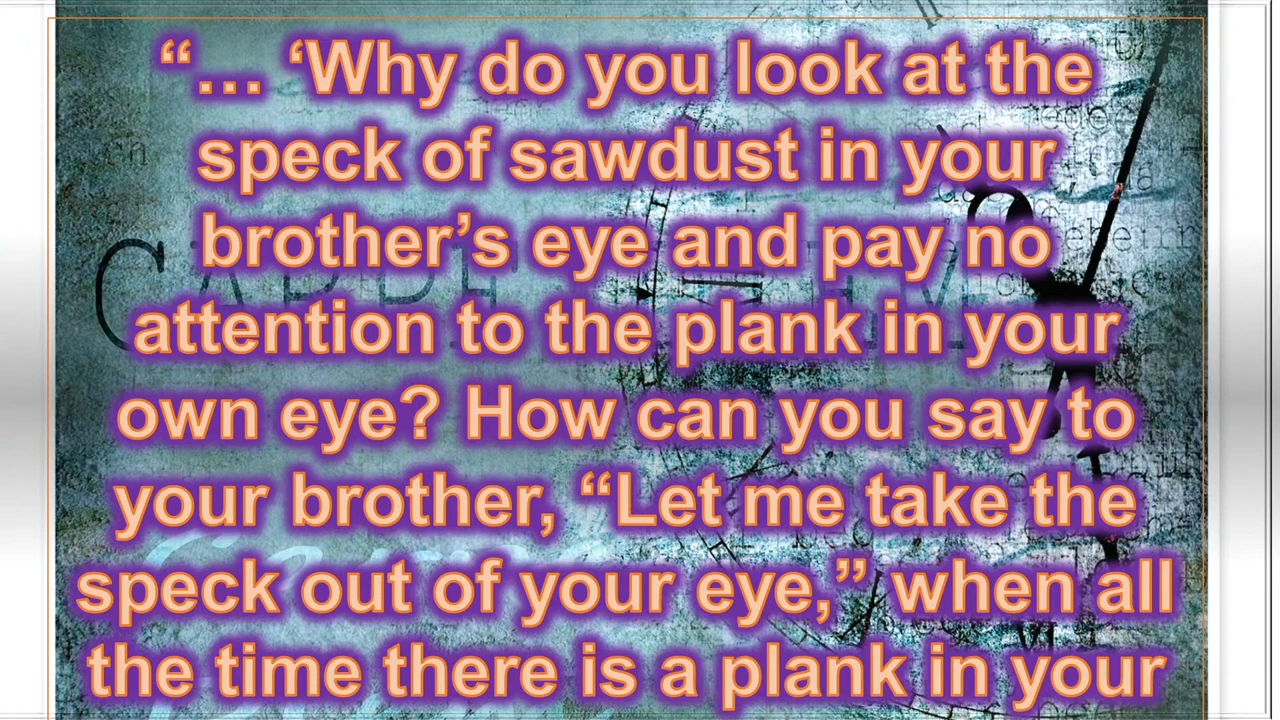 “… ‘Why do you look at the
speck of sawdust in your
brother’s eye and pay no
attention to the plank in your
own eye? How can you say to
your brother, “Let me take the
speck out of your eye,” when all
the time there is a plank in your